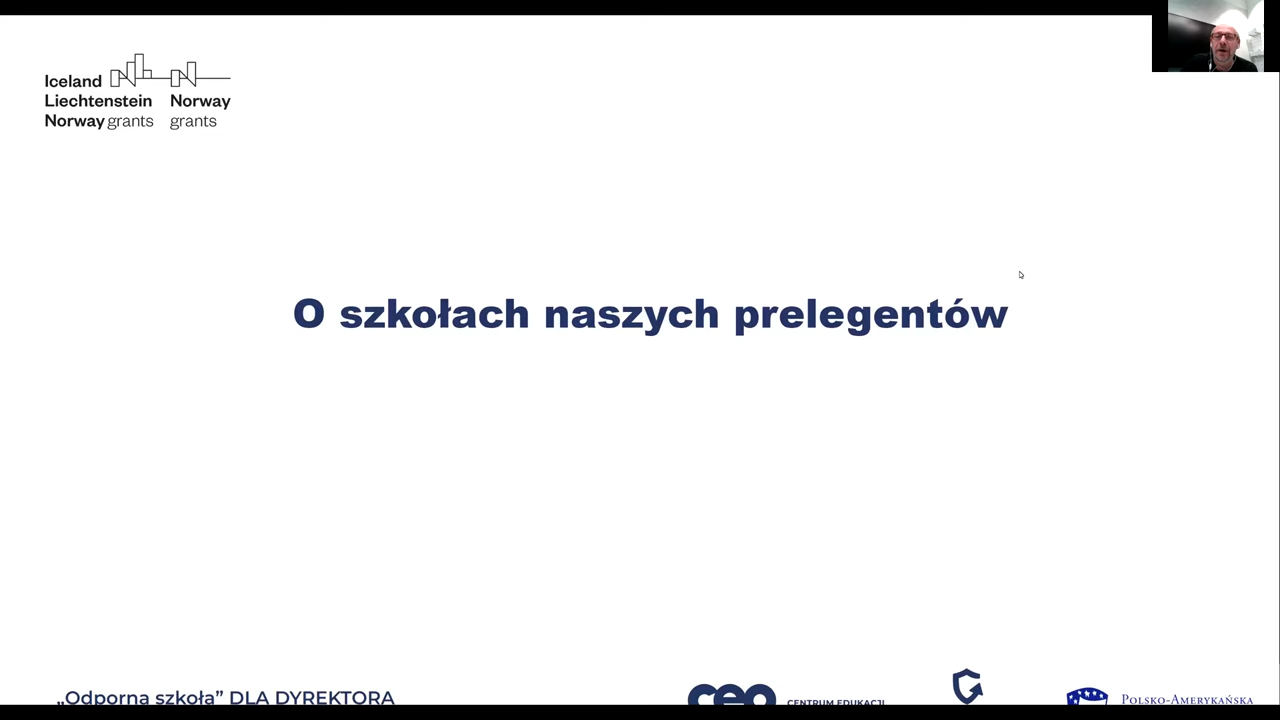 Iceland
Liechtenstein
Norway grants
Norway
grants
O szkołach naszych prelegentów
„Odporna szkoła” DLA DYREKTORA
ceo
CENTRUM EDUKACJI
POLSKO-AMERYKAŃSKA